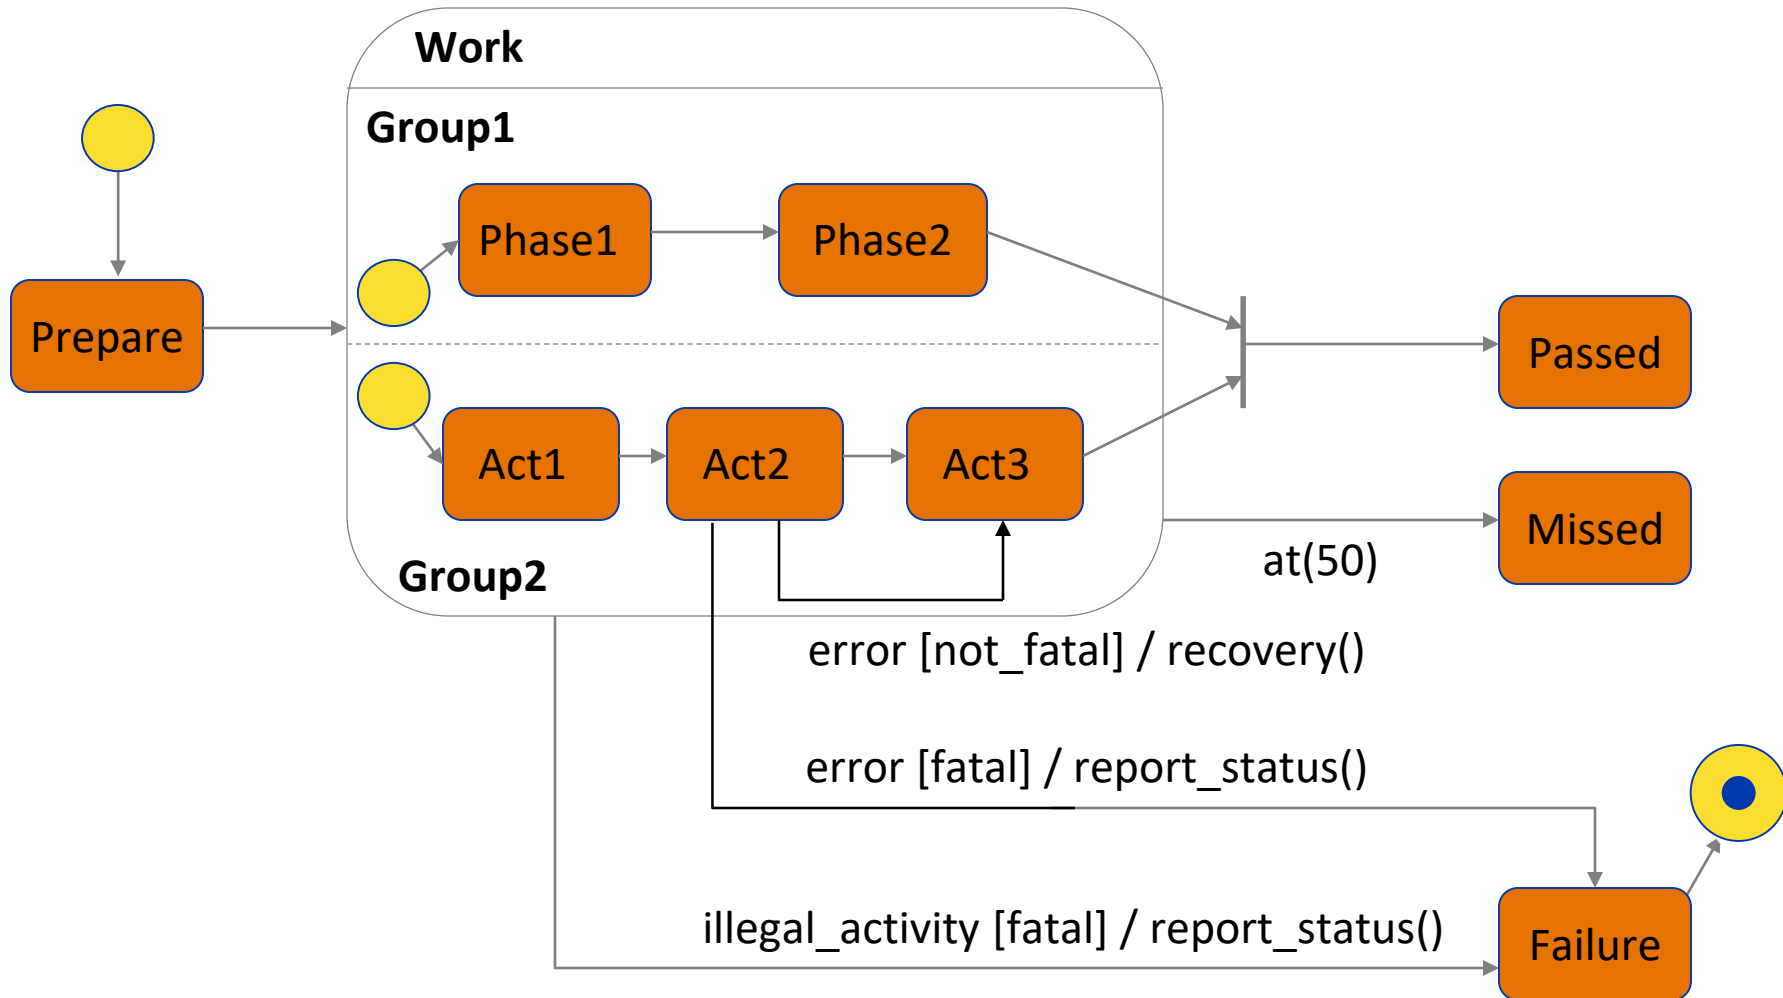 Work
Group1
Phase1
Phase2
Prepare
Passed
Act1
Act2
Act3
Missed
at(50)
Group2
error [not_fatal] / recovery()
error [fatal] / report_status()
illegal_activity [fatal] / report_status()
Failure